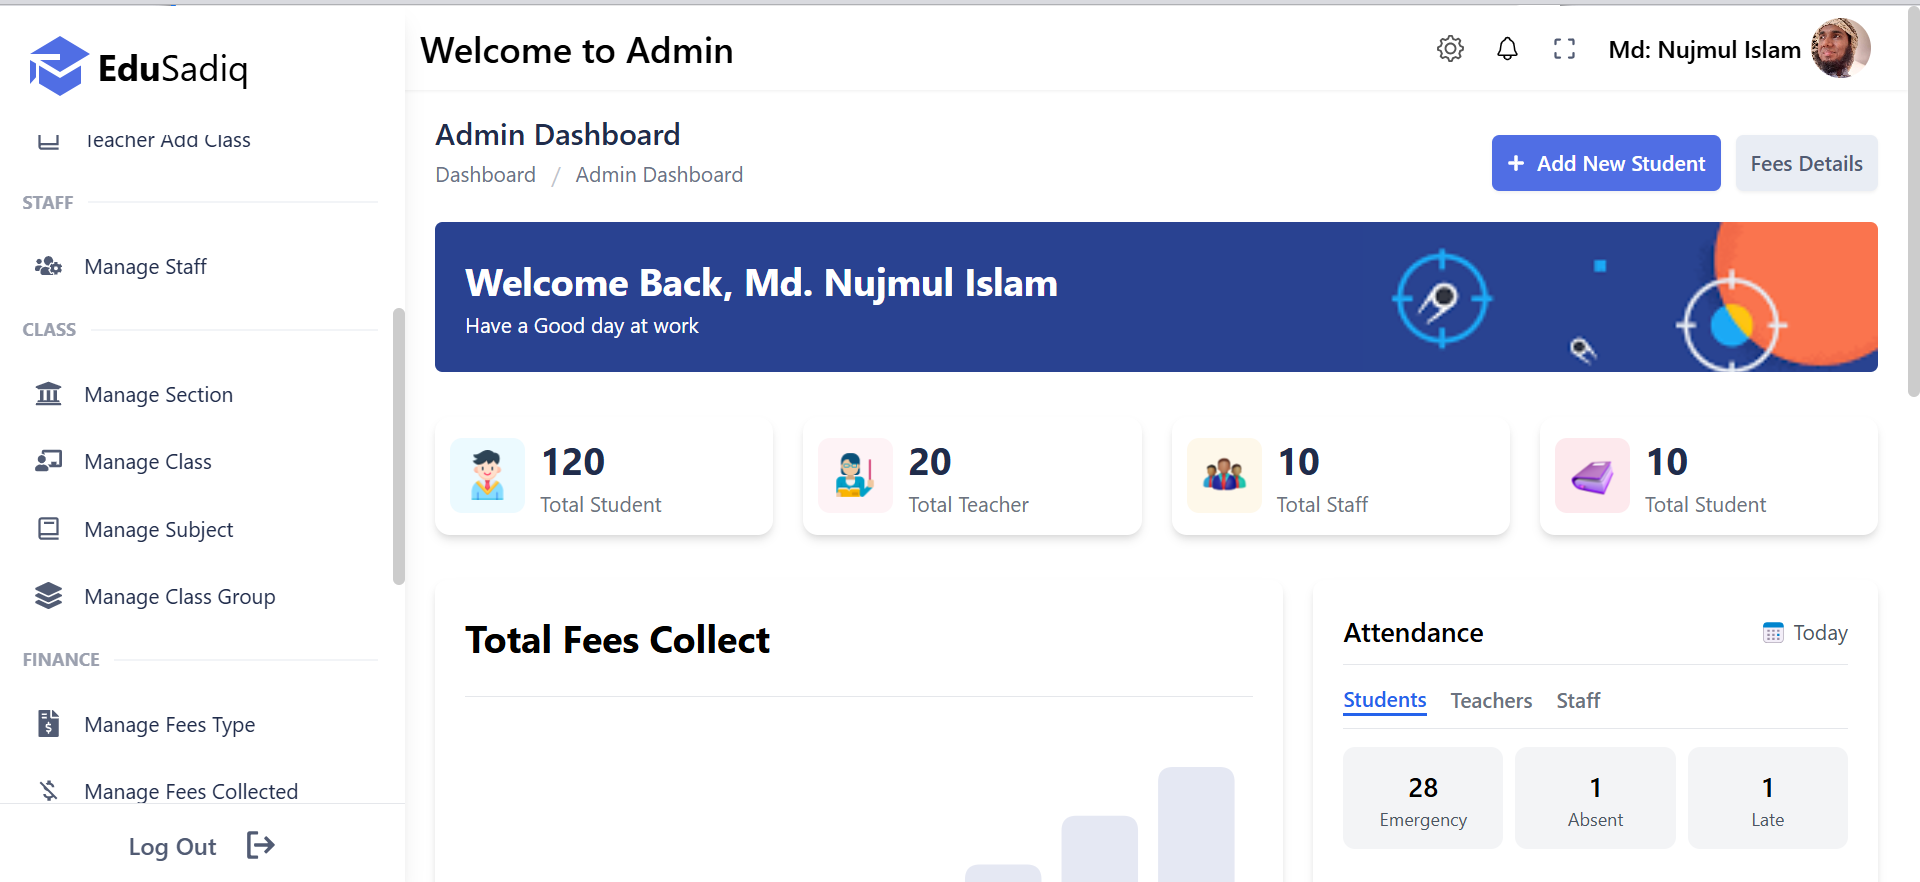 EduSadiq
Teacher Add Class
STAFF
Manage Staff
CLASS
Manage Section
Manage Class
Manage Subject
Manage Class Group
FINANCE
Manage Fees Type
Manage Fees Collected
Log Out
Welcome to Admin
Md: Nujmul Islam
Admin Dashboard
Dashboard / Admin Dashboard
+ Add New Student
Fees Details
Welcome Back, Md. Nujmul Islam
Have a Good day at work
120
Total Student
20
Total Teacher
10
Total Staff
10
Total Student
Total Fees Collect
Attendance
Today
Students Teachers Staff
28
Emergency
1
Absent
1
Late